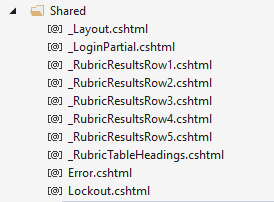 Shared
_Layout.cshtml
_LoginPartial.cshtml
_RubricResultsRow1.cshtml
_RubricResultsRow2.cshtml
_RubricResultsRow3.cshtml
_RubricResultsRow4.cshtml
_RubricResultsRow5.cshtml
_RubricTableHeadings.cshtml
Error.cshtml
Lockout.cshtml